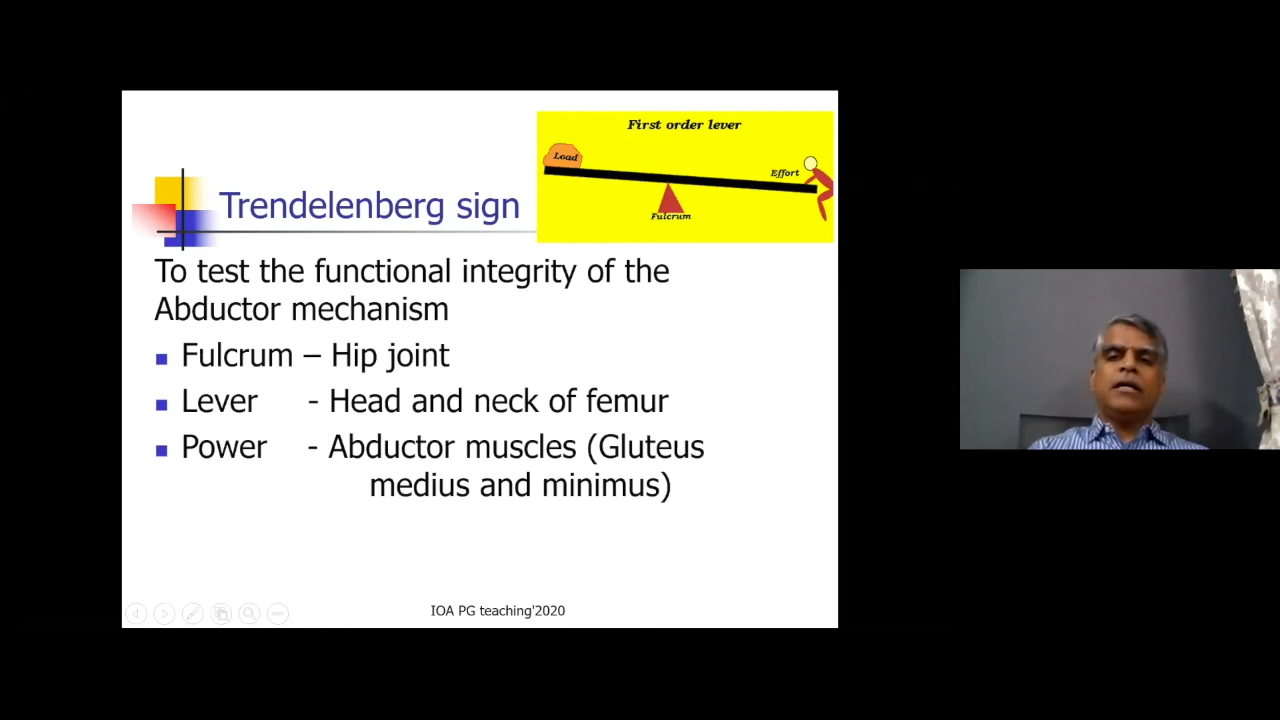 First order lever
Load
Effort
Fulcrum
Trendelenberg sign
To test the functional integrity of the
Abductor mechanism
Fulcrum – Hip joint
Lever - Head and neck of femur
Power - Abductor muscles (Gluteus
medius and minimus)
IOA PG teaching'2020